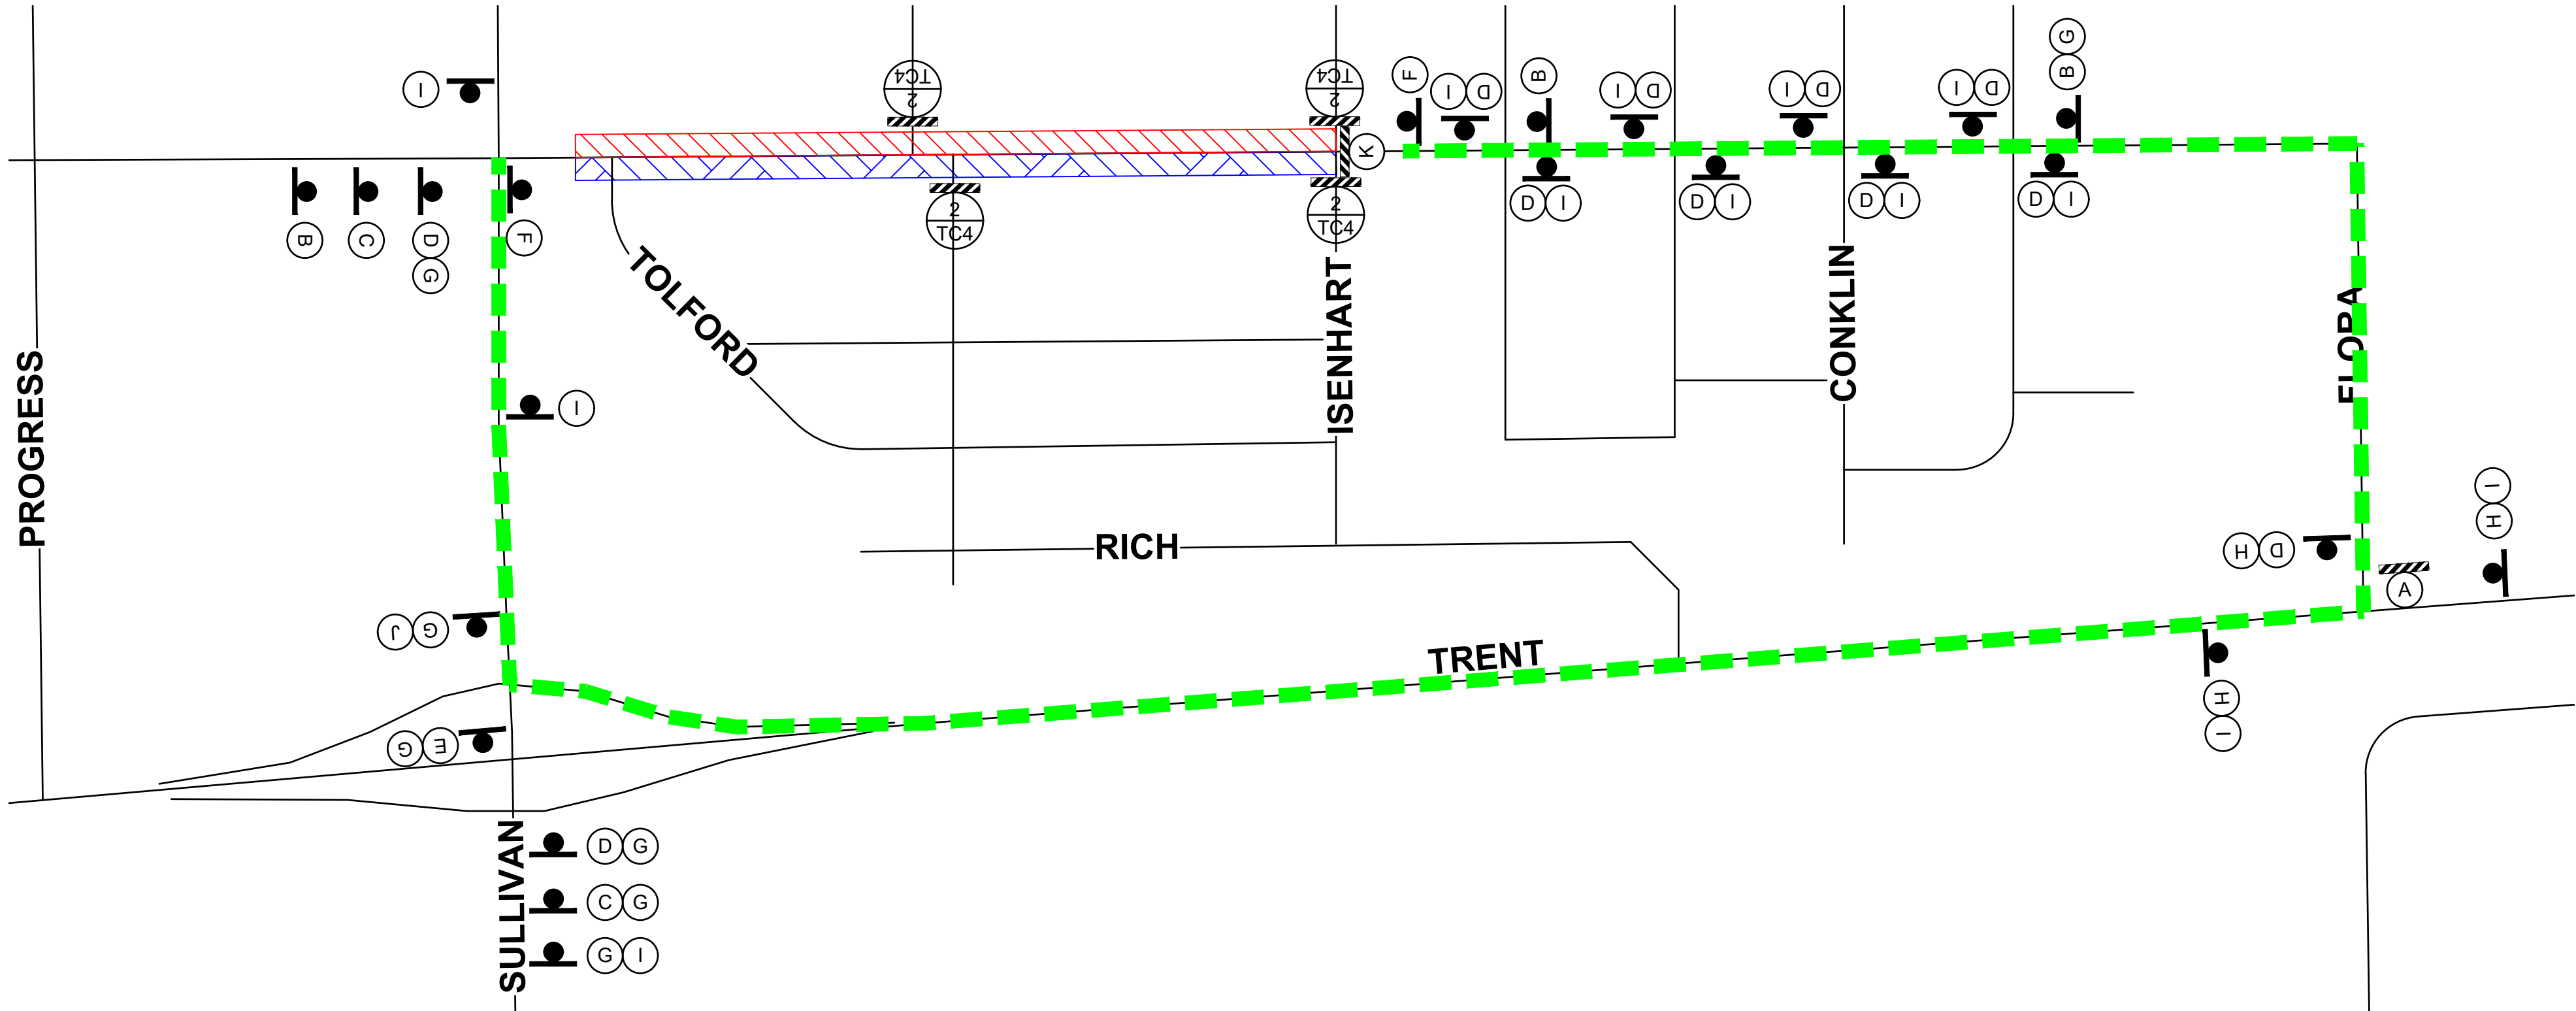 G
B
F
B
I
TC4
2
TC4
2
I D
I D
I D
I D
K
B
C
D
G
F
2
TC4
2
TC4
D I
D I
D I
D I
TOLFORD
ISENHART
CONKLIN
FLORA
PROGRESS
I
RICH
I
H
H D
A
J G
TRENT
H
I
G E
SULLIVAN
D G
C G
G I